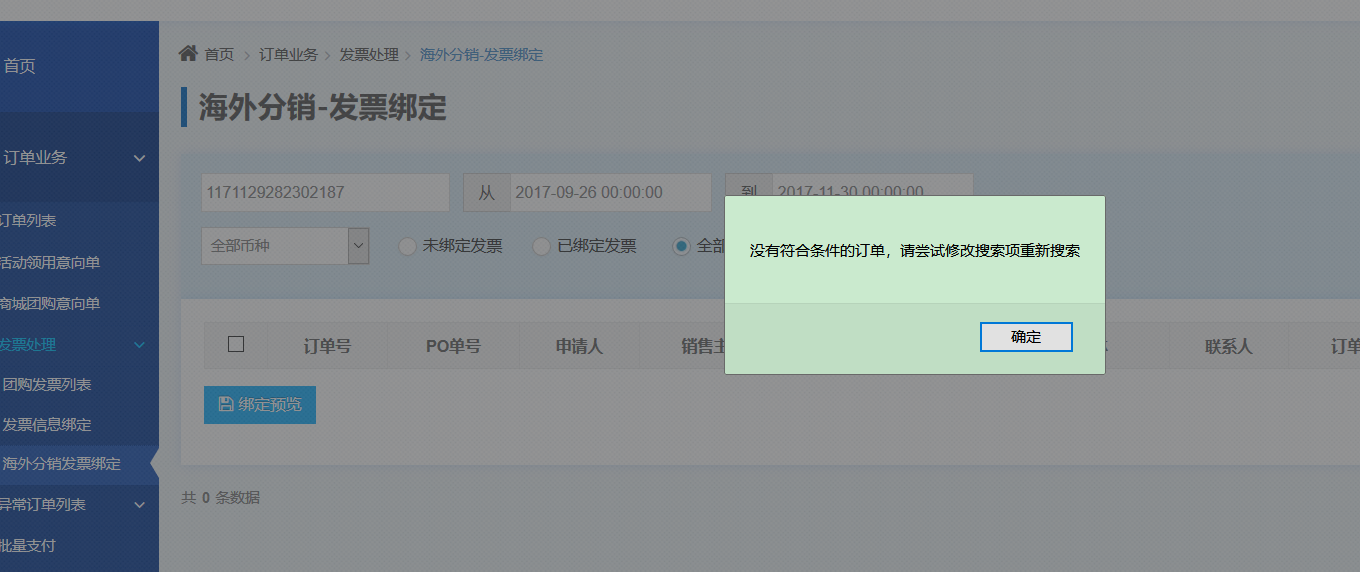 首页
订单业务
订单列表
活动领用意向单
商城团购意向单
发票处理
团购发票列表
发票信息绑定
海外分销发票绑定
异常订单列表
批量支付
首页 > 订单业务 > 发票处理 > 海外分销-发票绑定
海外分销-发票绑定
1171129282302187 从 2017-09-26 00:00:00 到 2017-11-30 00:00:00
全部币种 未绑定发票 已绑定发票 全部
没有符合条件的订单，请尝试修改搜索项重新搜索
确定
订单号 PO单号 申请人 销售主 联系人 订单
绑定预览
共 0 条数据